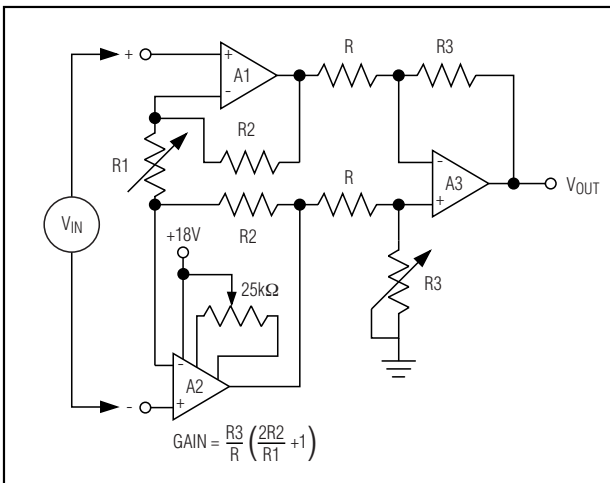 +
+
A1
-
R
R3
R2
R1
R
-
A3
+
VOUT
VIN
R2
+18V
25kΩ
R3
-
A2
+
-
GAIN = R3/R (2R2/R1 +1)